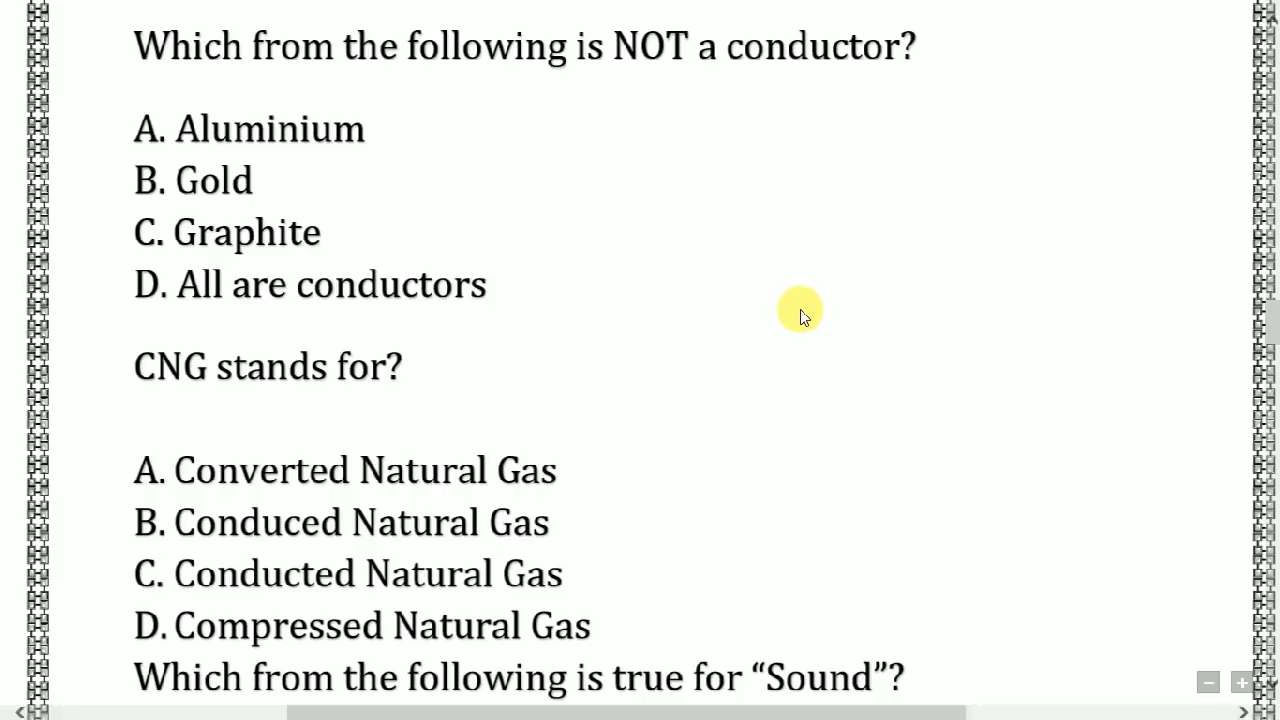 Which from the following is NOT a conductor?
A. Aluminium
B. Gold
C. Graphite
D. All are conductors
CNG stands for?
A. Converted Natural Gas
B. Conduced Natural Gas
C. Conducted Natural Gas
D. Compressed Natural Gas
Which from the following is true for “Sound”?